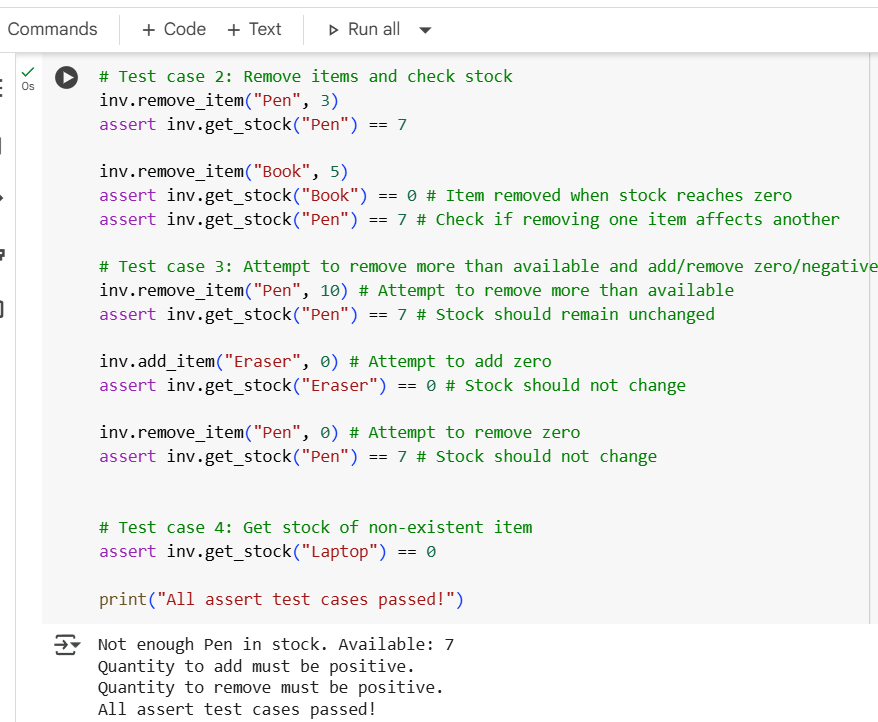 Commands + Code + Text Run all
0s
# Test case 2: Remove items and check stock
inv.remove_item("Pen", 3)
assert inv.get_stock("Pen") == 7
inv.remove_item("Book", 5)
assert inv.get_stock("Book") == 0 # Item removed when stock reaches zero
assert inv.get_stock("Pen") == 7 # Check if removing one item affects another
# Test case 3: Attempt to remove more than available and add/remove zero/negative
inv.remove_item("Pen", 10) # Attempt to remove more than available
assert inv.get_stock("Pen") == 7 # Stock should remain unchanged
inv.add_item("Eraser", 0) # Attempt to add zero
assert inv.get_stock("Eraser") == 0 # Stock should not change
inv.remove_item("Pen", 0) # Attempt to remove zero
assert inv.get_stock("Pen") == 7 # Stock should not change
# Test case 4: Get stock of non-existent item
assert inv.get_stock("Laptop") == 0
print("All assert test cases passed!")
Not enough Pen in stock. Available: 7
Quantity to add must be positive.
Quantity to remove must be positive.
All assert test cases passed!